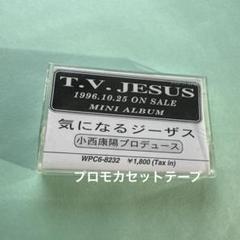 T.V. JESUS
1996.10.25 ON SALE
MINI ALBUM
気になるジーザス
小西康陽プロデュース
WPC6-8232 ¥1,800 (Tax in)
プロモカセットテープ